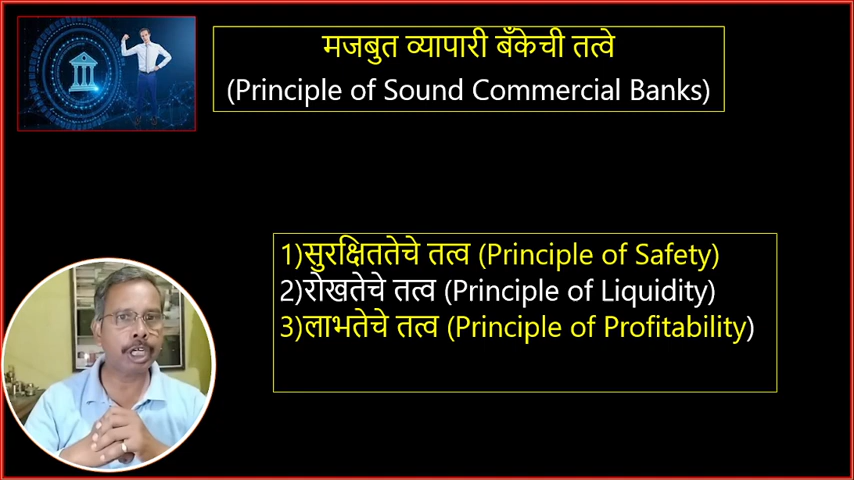 मजबुत व्यापारी बँकेची तत्वे
(Principle of Sound Commercial Banks)
1)सुरक्षिततेचे तत्व (Principle of Safety)
2)रोखतेचे तत्व (Principle of Liquidity)
3)लाभतेचे तत्व (Principle of Profitability)